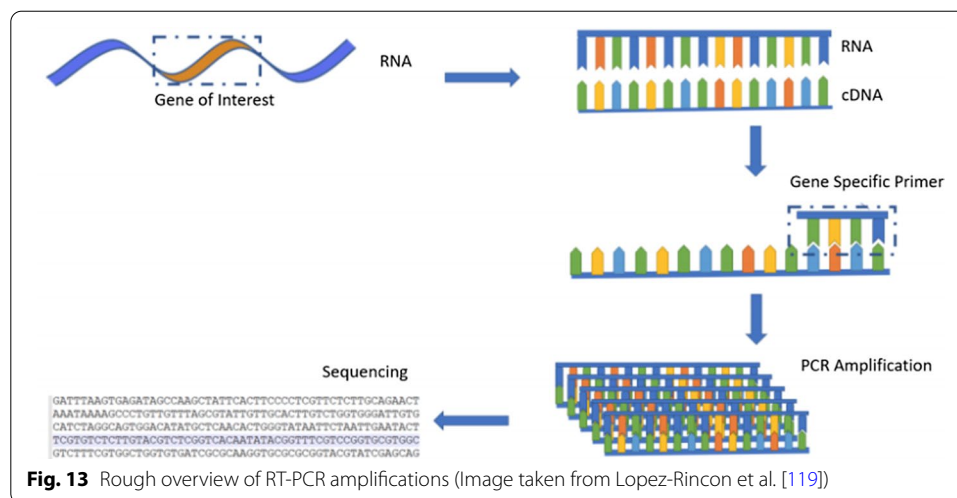 RNA
Gene of Interest
RNA
cDNA
Gene Specific Primer
PCR Amplification
Sequencing
GATTTAAGTGAGATAGCCAAGCTATTCACTTCCCCTCGTTCTCTTGCAGAACT
AAATAAAAGCCCTGTTGTTTAGCGTATTGTTGCACTTGTCTGGTGGGATTGTG
CATCTAGGCAGTGGACATATGCTCAACACTGGGTATAATTCTAATTGAATACT
TCGTGTCTCTTGTACGTCTCGGTCACAATATACGGTTTCGTCCGGTGCGTGGC
GTCTTTCGTGGCTGGTGTGATCGCGCAAGGTGCGCGCGGTACGTATCGAGCAG
Fig. 13 Rough overview of RT-PCR amplifications (Image taken from Lopez-Rincon et al. [119])